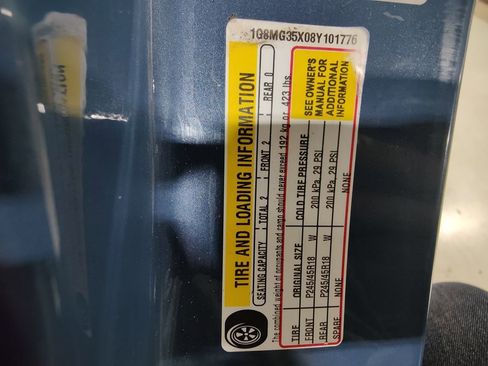 1G8MG35X08Y101776
TIRE AND LOADING INFORMATION
SEATING CAPACITY TOTAL 2 FRONT 2 REAR 0
The combined weight of occupants and cargo should never exceed 192 kg or 423 lbs.
TIRE ORIGINAL SIZE COLD TIRE PRESSURE
FRONT P245/45R18 W 200 kPa, 29 PSI
REAR P245/45R18 W 200 kPa, 29 PSI
SPARE NONE NONE
SEE OWNER'S
MANUAL FOR
ADDITIONAL
INFORMATION